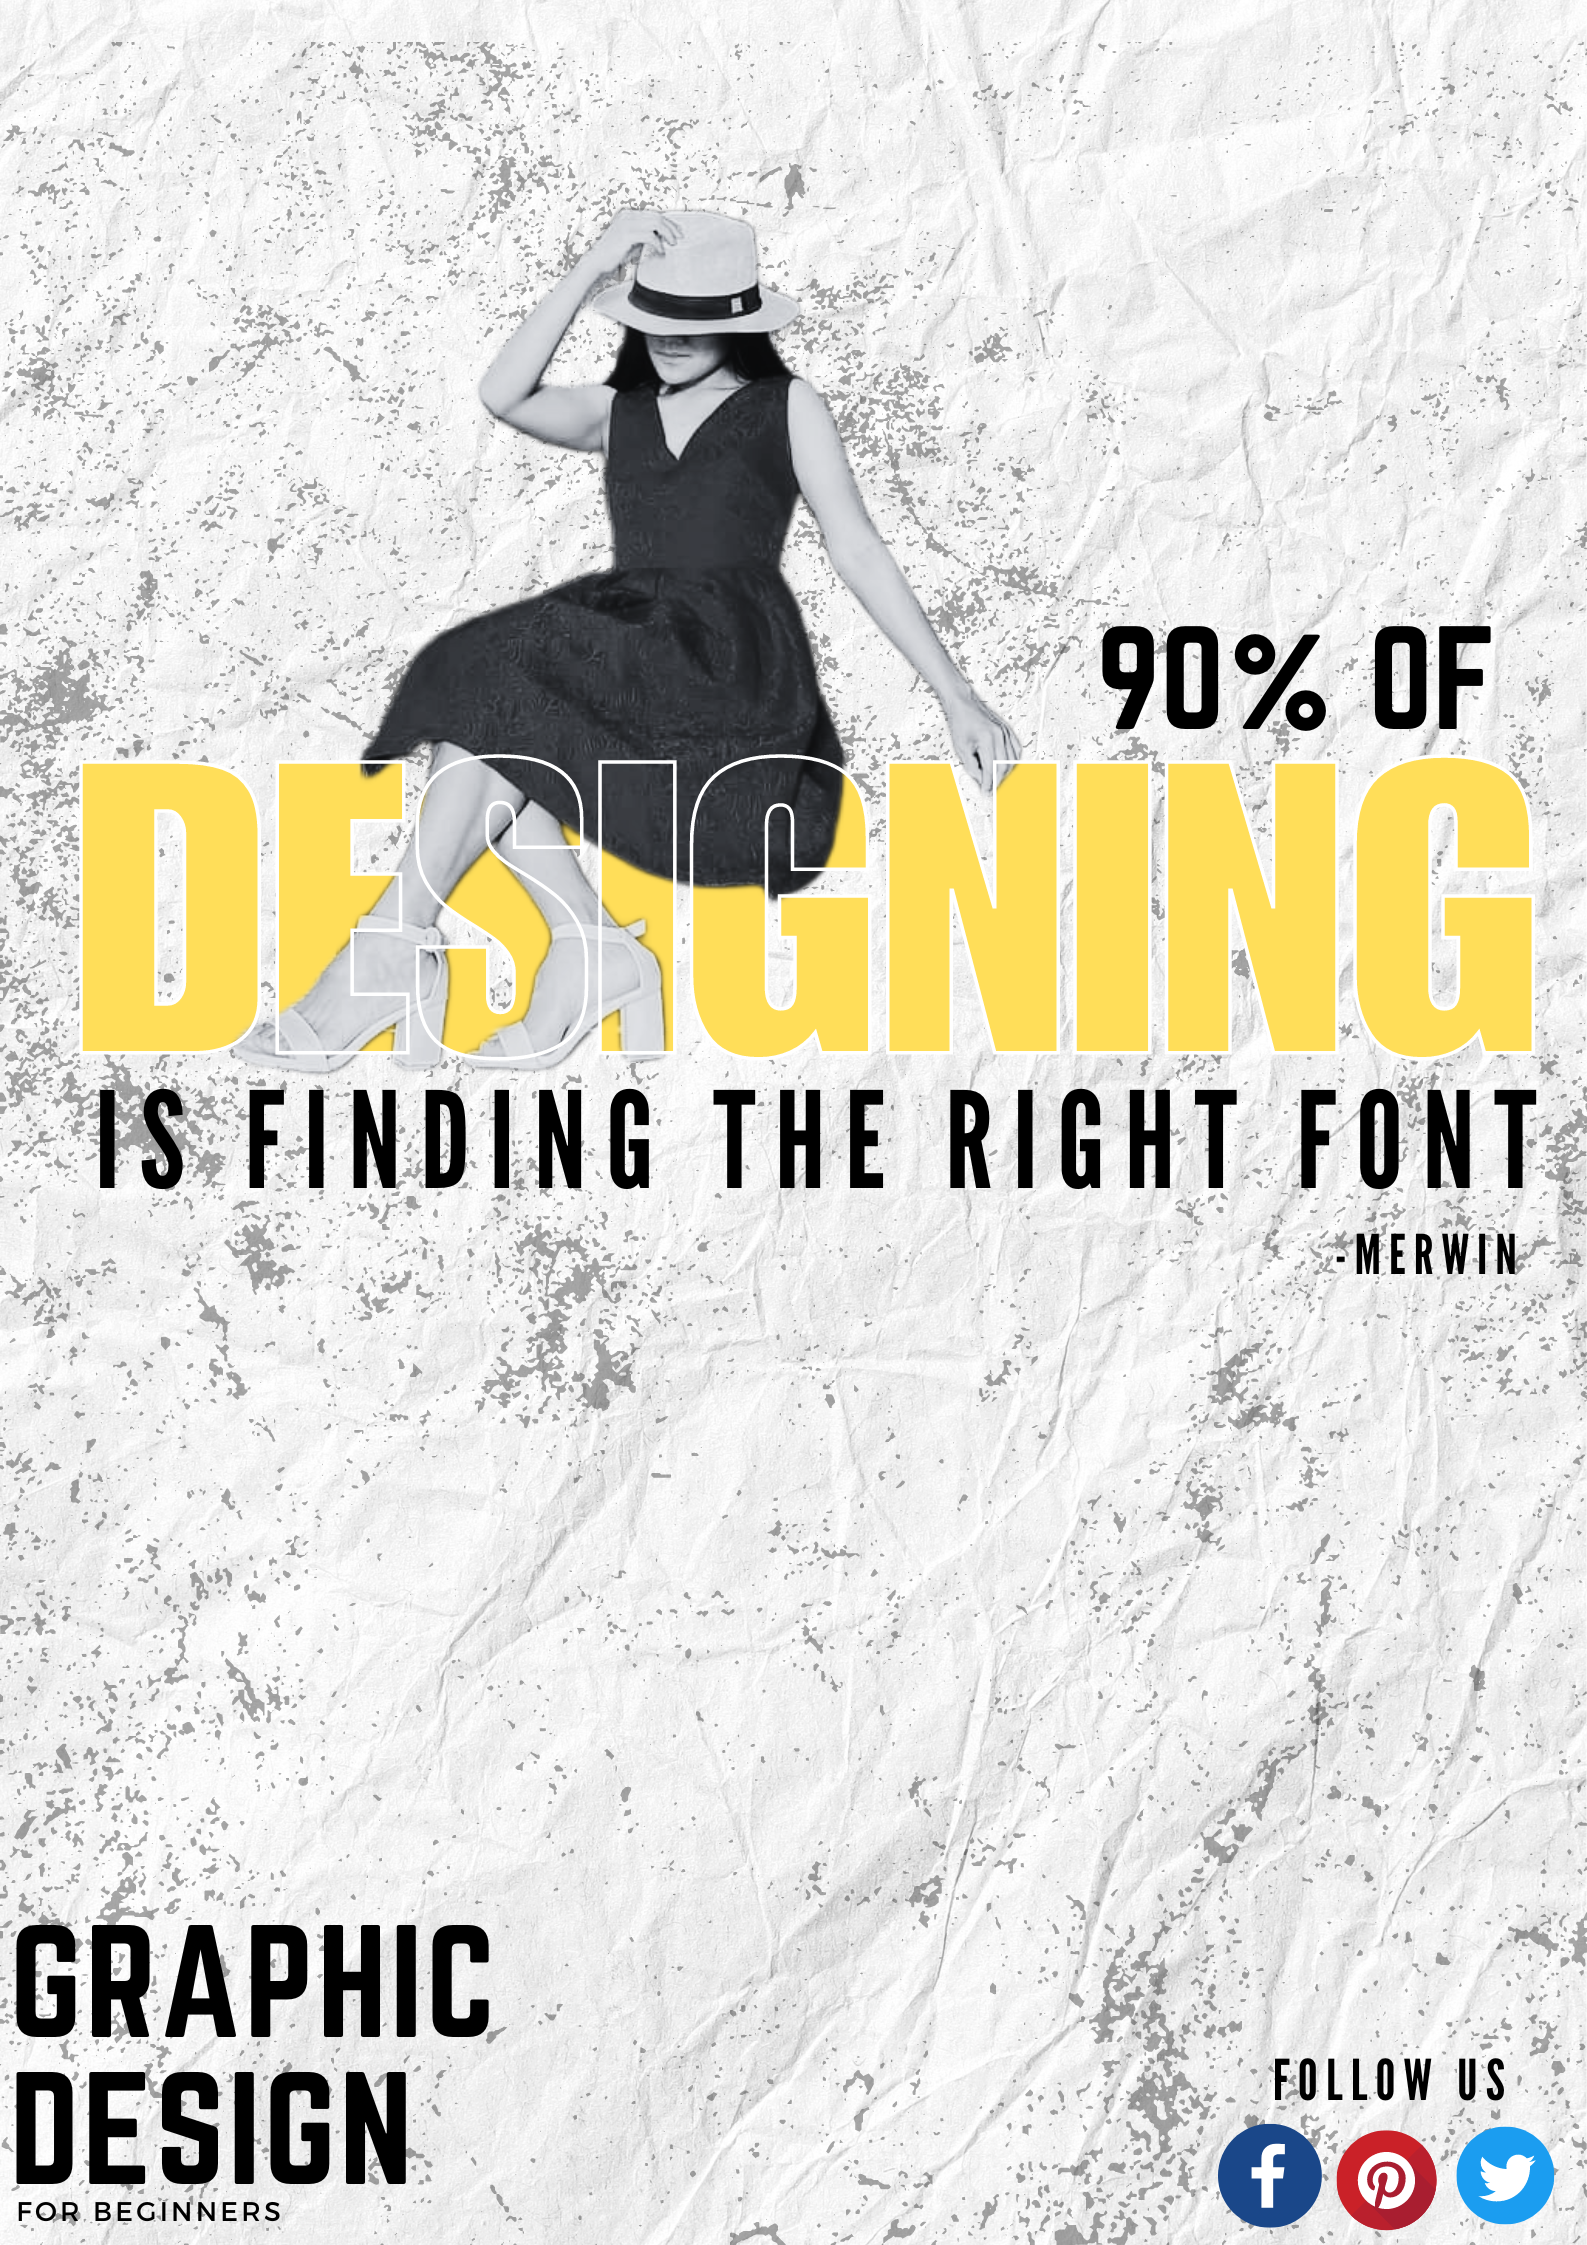 90% OF
DESIGNING
IS FINDING THE RIGHT FONT
-MERWIN
GRAPHIC
DESIGN
FOR BEGINNERS
FOLLOW US